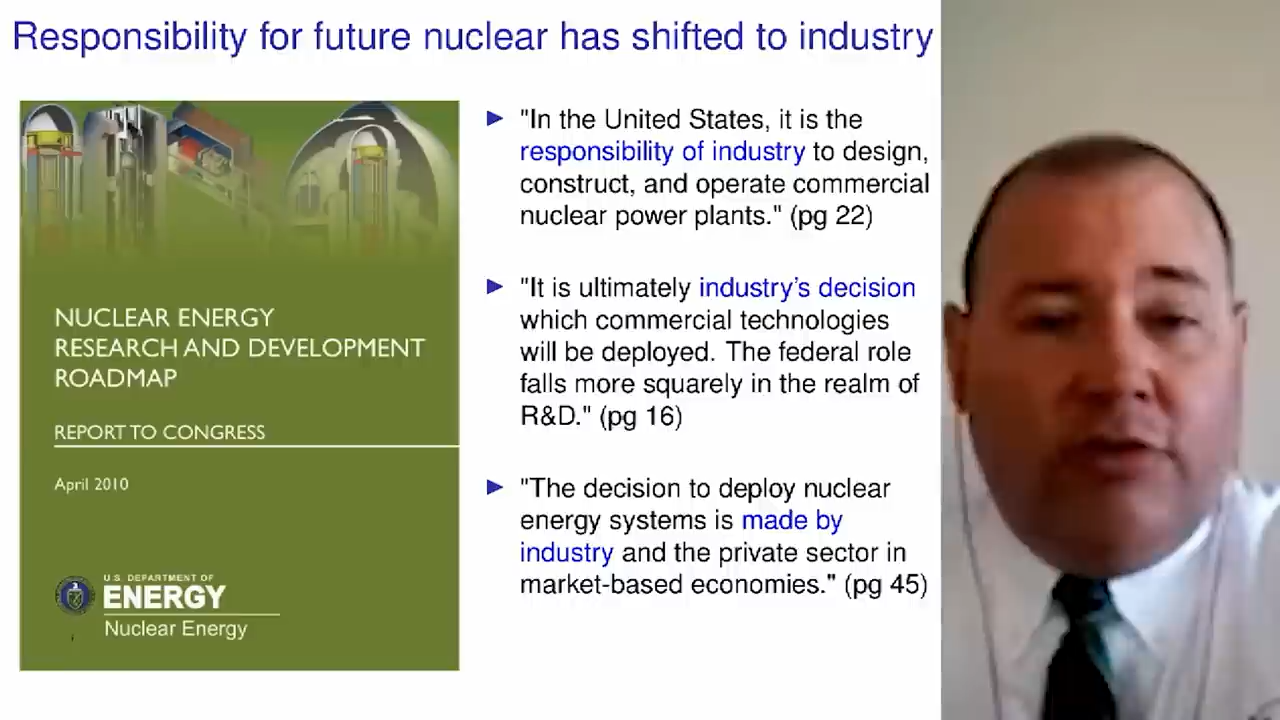 Responsibility for future nuclear has shifted to industry
NUCLEAR ENERGY
RESEARCH AND DEVELOPMENT
ROADMAP
REPORT TO CONGRESS
April 2010
U.S. DEPARTMENT OF
ENERGY
Nuclear Energy
"In the United States, it is the
responsibility of industry to design,
construct, and operate commercial
nuclear power plants." (pg 22)
"It is ultimately industry's decision
which commercial technologies
will be deployed. The federal role
falls more squarely in the realm of
R&D." (pg 16)
"The decision to deploy nuclear
energy systems is made by
industry and the private sector in
market-based economies." (pg 45)